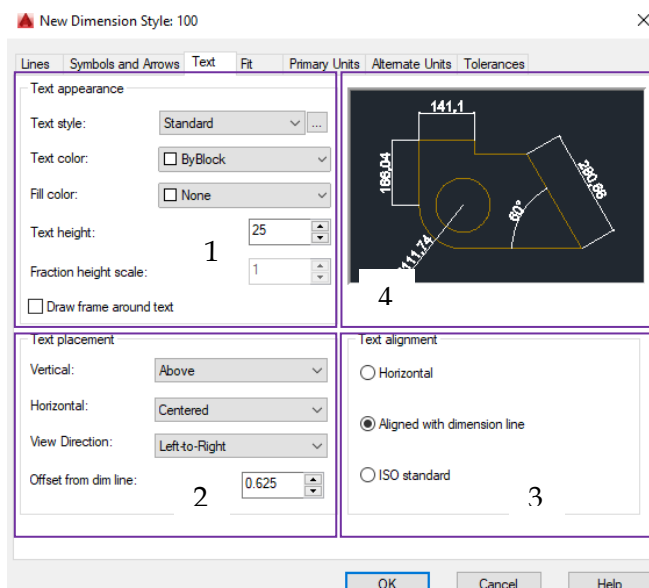 New Dimension Style: 100
Lines Symbols and Arrows Text Fit Primary Units Alternate Units Tolerances
Text appearance
Text style: Standard ...
Text color: ByBlock
Fill color: None
Text height: 25
Fraction height scale: 1
Draw frame around text
1
141,1
166,04
280,66
60°
111,74
4
Text placement
Vertical: Above
Horizontal: Centered
View Direction: Left-to-Right
Offset from dim line: 0.625
2
Text alignment
Horizontal
Aligned with dimension line
ISO standard
3
OK Cancel Help